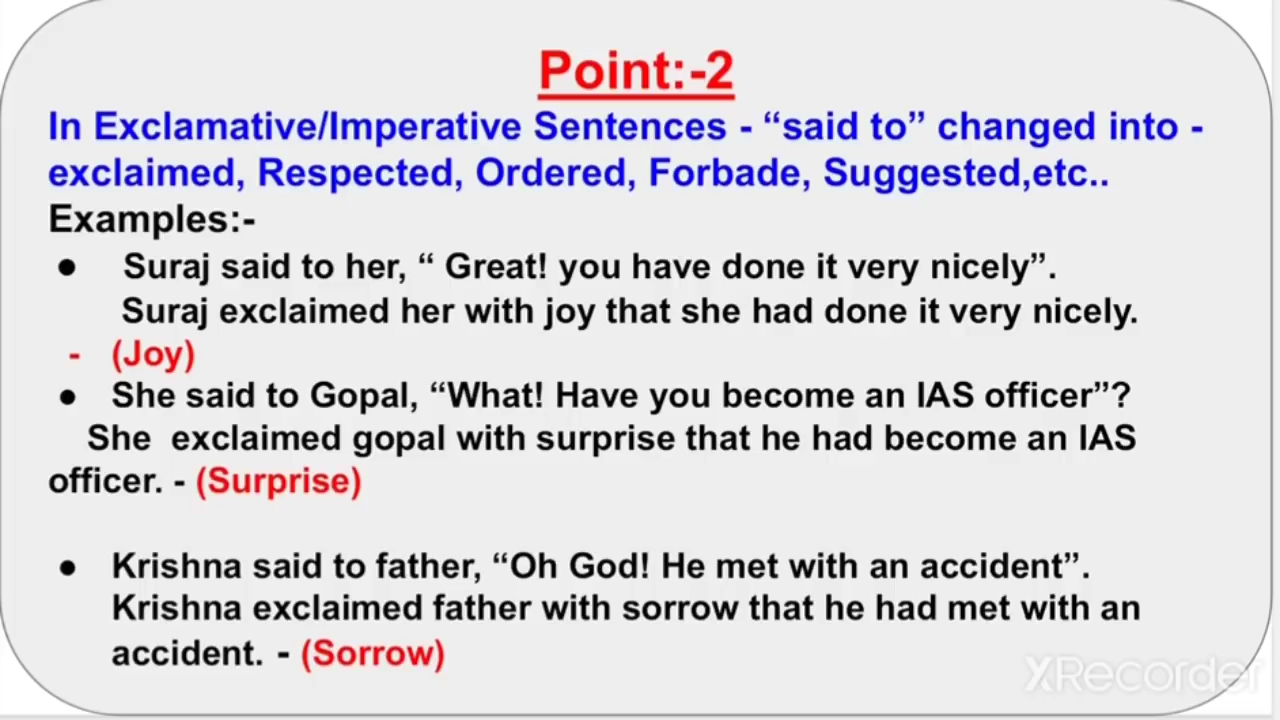 Point:-2
In Exclamative/Imperative Sentences - “said to” changed into -
exclaimed, Respected, Ordered, Forbade, Suggested,etc..
Examples:-
● Suraj said to her, “ Great! you have done it very nicely”.
Suraj exclaimed her with joy that she had done it very nicely.
- (Joy)
● She said to Gopal, “What! Have you become an IAS officer”?
She exclaimed gopal with surprise that he had become an IAS
officer. - (Surprise)
● Krishna said to father, “Oh God! He met with an accident”.
Krishna exclaimed father with sorrow that he had met with an
accident. - (Sorrow)
XRecorder